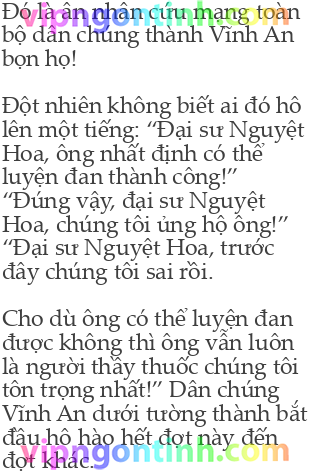 Đó là ân nhân cứu mạng toàn
vipngontinh.com
bộ dân chúng thành Vĩnh An
bọn họ!
Đột nhiên không biết ai đó hô
lên một tiếng: “Đại sư Nguyệt
Hoa, ông nhất định có thể
luyện đan thành công!”
“Đúng vậy, đại sư Nguyệt
Hoa, chúng tôi ủng hộ ông!”
“Đại sư Nguyệt Hoa, trước
đây chúng tôi sai rồi.
Cho dù ông có thể luyện đan
được không thì ông vẫn luôn
là người thầy thuốc chúng tôi
tôn trọng nhất!” Dân chúng
Vĩnh An dưới tường thành bắt
đầu hô hào hết đợt này đến
vipngontinh.com
đợt khác.